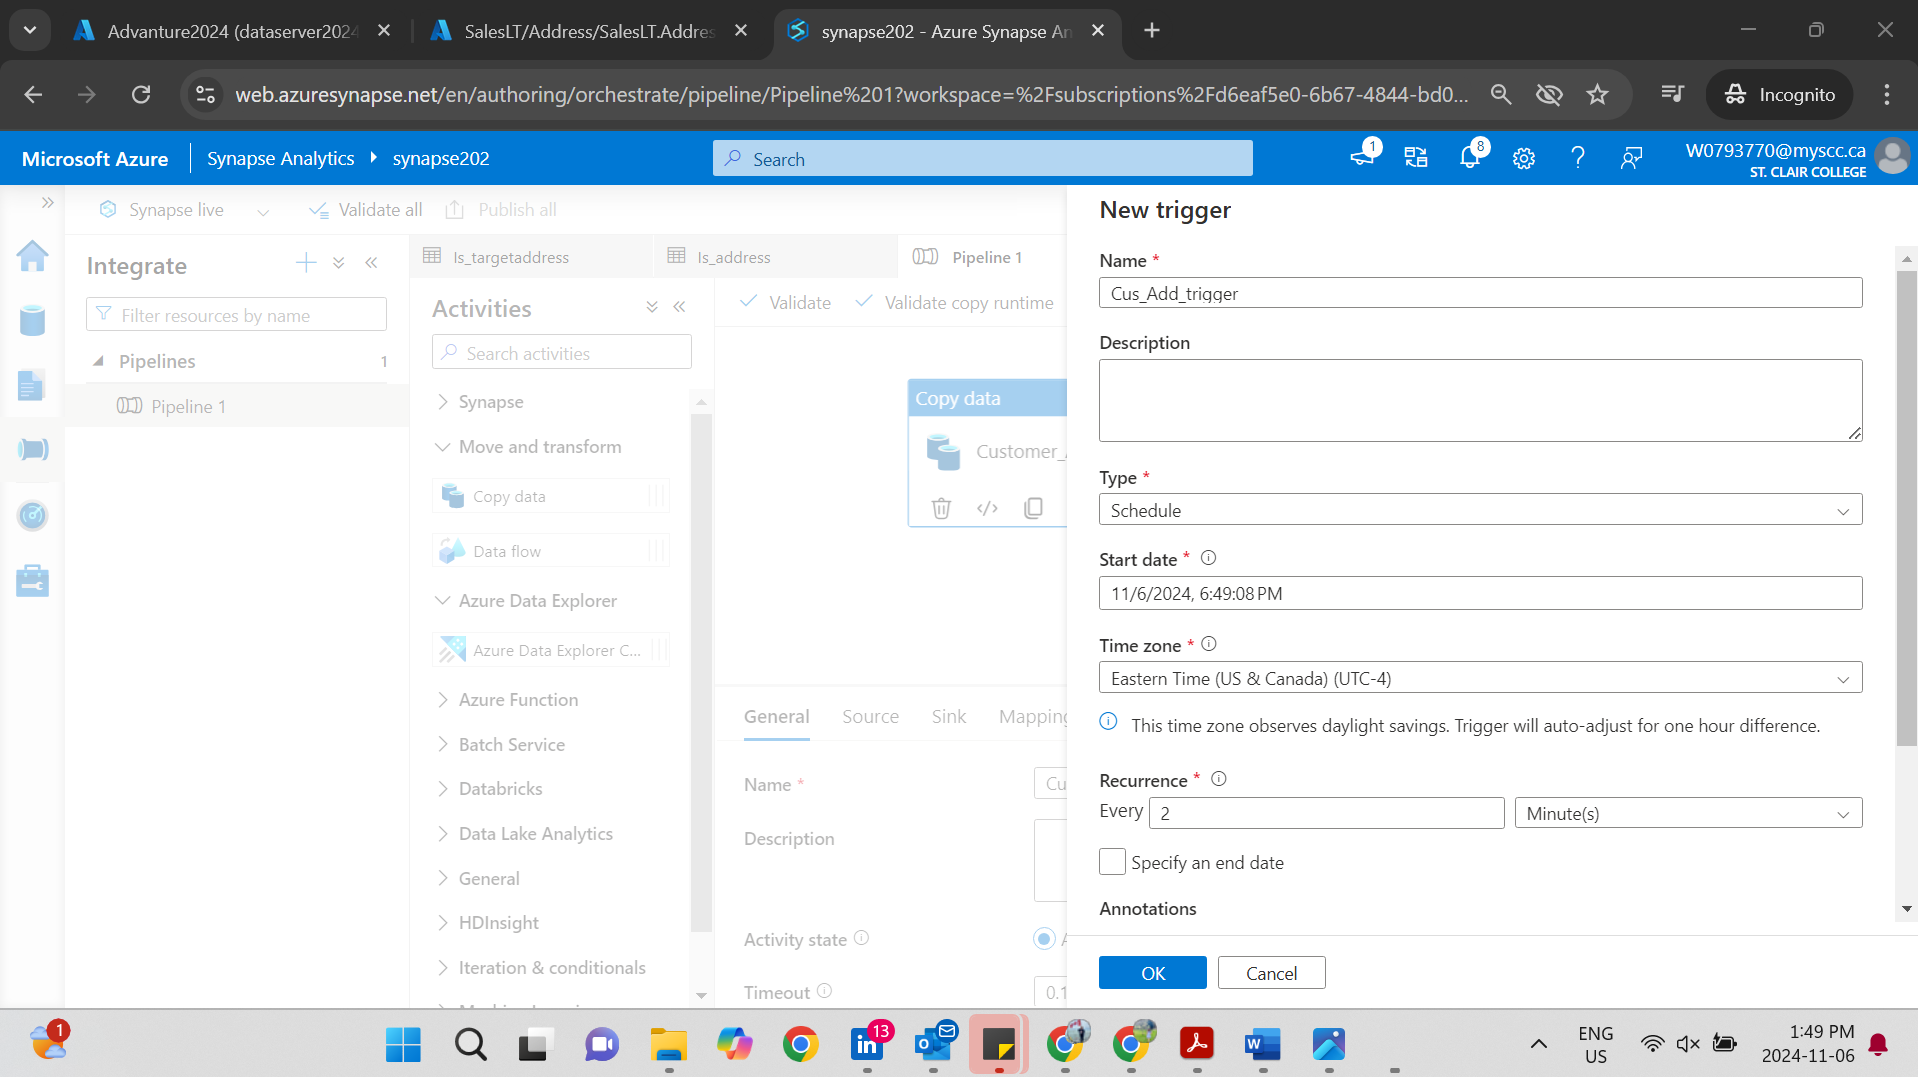 Advanture2024 (dataserver2024
SalesLT/Address/SalesLT.Addres
synapse202 - Azure Synapse An
web.azuresynapse.net/en/authoring/orchestrate/pipeline/Pipeline%201?workspace=%2Fsubscriptions%2Fd6eaf5e0-6b67-4844-bd0...
Incognito
Microsoft Azure
Synapse Analytics
synapse202
Search
1
8
W0793770@myscc.ca
ST. CLAIR COLLEGE
Synapse live
Validate all
Publish all
Integrate
Filter resources by name
Pipelines
1
Pipeline 1
ls_targetaddress
ls_address
Pipeline 1
Activities
Search activities
Synapse
Move and transform
Copy data
Data flow
Azure Data Explorer
Azure Data Explorer C...
Azure Function
Batch Service
Databricks
Data Lake Analytics
General
HDInsight
Iteration & conditionals
Validate
Validate copy runtime
Copy data
Customer_
General
Source
Sink
Mapping
Name *
Cu
Description
Activity state
Timeout
0.1
New trigger
Name *
Cus_Add_trigger
Description
Type *
Schedule
Start date *
11/6/2024, 6:49:08 PM
Time zone *
Eastern Time (US & Canada) (UTC-4)
This time zone observes daylight savings. Trigger will auto-adjust for one hour difference.
Recurrence *
Every
2
Minute(s)
Specify an end date
Annotations
OK
Cancel
1
13
ENG
US
1:49 PM
2024-11-06